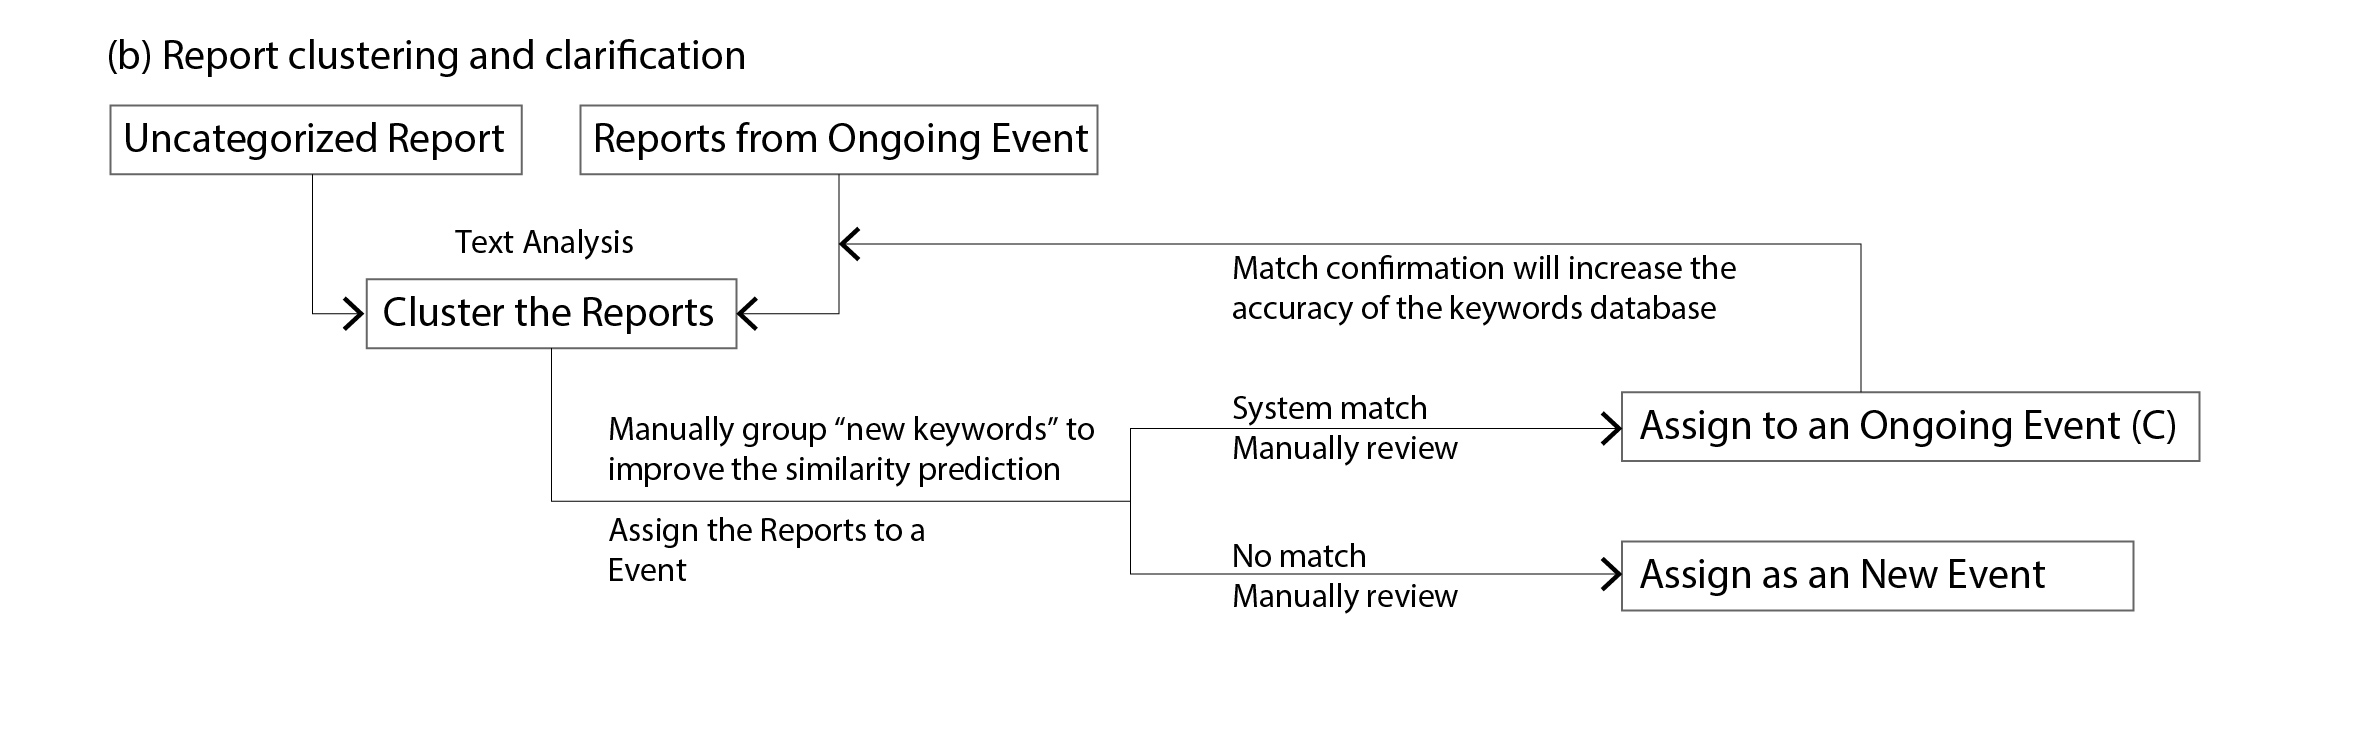 (b) Report clustering and clarification
Uncategorized Report
Reports from Ongoing Event
Text Analysis
Cluster the Reports
Match confirmation will increase the
accuracy of the keywords database
Manually group “new keywords” to
improve the similarity prediction
Assign the Reports to a
Event
System match
Manually review
Assign to an Ongoing Event (C)
No match
Manually review
Assign as an New Event